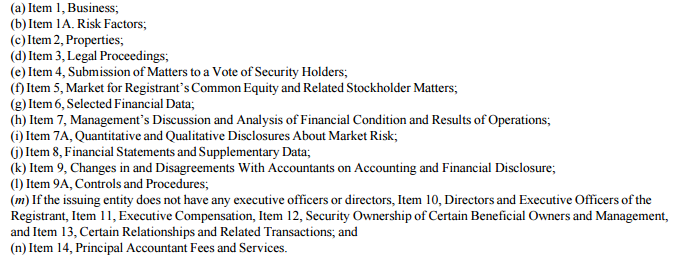 (a) Item 1, Business;
(b) Item 1A. Risk Factors;
(c) Item 2, Properties;
(d) Item 3, Legal Proceedings;
(e) Item 4, Submission of Matters to a Vote of Security Holders;
(f) Item 5, Market for Registrant’s Common Equity and Related Stockholder Matters;
(g) Item 6, Selected Financial Data;
(h) Item 7, Management’s Discussion and Analysis of Financial Condition and Results of Operations;
(i) Item 7A, Quantitative and Qualitative Disclosures About Market Risk;
(j) Item 8, Financial Statements and Supplementary Data;
(k) Item 9, Changes in and Disagreements With Accountants on Accounting and Financial Disclosure;
(l) Item 9A, Controls and Procedures;
(m) If the issuing entity does not have any executive officers or directors, Item 10, Directors and Executive Officers of the
Registrant, Item 11, Executive Compensation, Item 12, Security Ownership of Certain Beneficial Owners and Management,
and Item 13, Certain Relationships and Related Transactions; and
(n) Item 14, Principal Accountant Fees and Services.